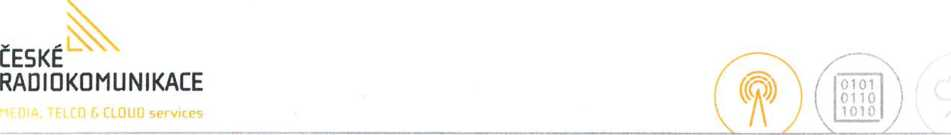 ČESKÉ
RADIOKOMUNIKACE
MEDIA, TELCO & CLOUD services
0101
0110
1010